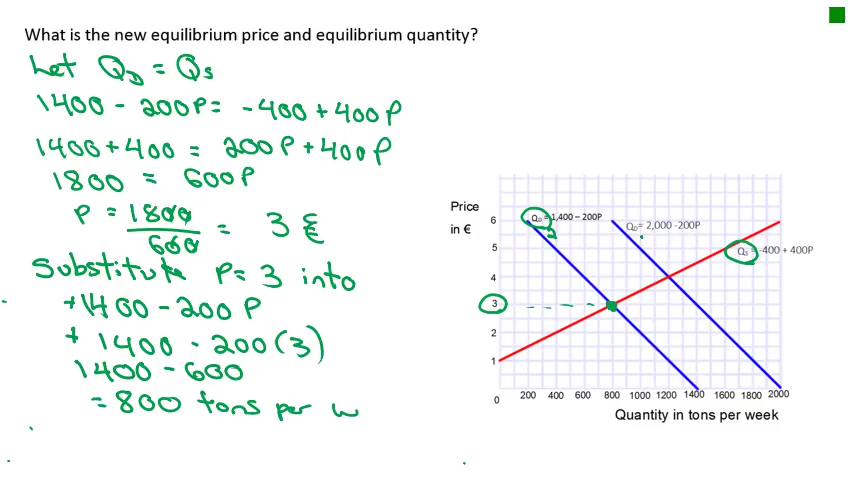 What is the new equilibrium price and equilibrium quantity?
Let QD = Qs
1400 - 200P = -400 + 400P
1400 + 400 = 200P + 400P
1800 = 600P
P = 1800/600 = 3 €
Substitute P = 3 into
+1400 - 200 P
+ 1400 - 200(3)
1400 - 600
= 800 tons per w
Price
in €
6
5
4
3
2
1
0
QD = 1,400 – 200P
2
QD= 2,000 -200P
Qs = -400 + 400P
200 400 600 800 1000 1200 1400 1600 1800 2000
Quantity in tons per week